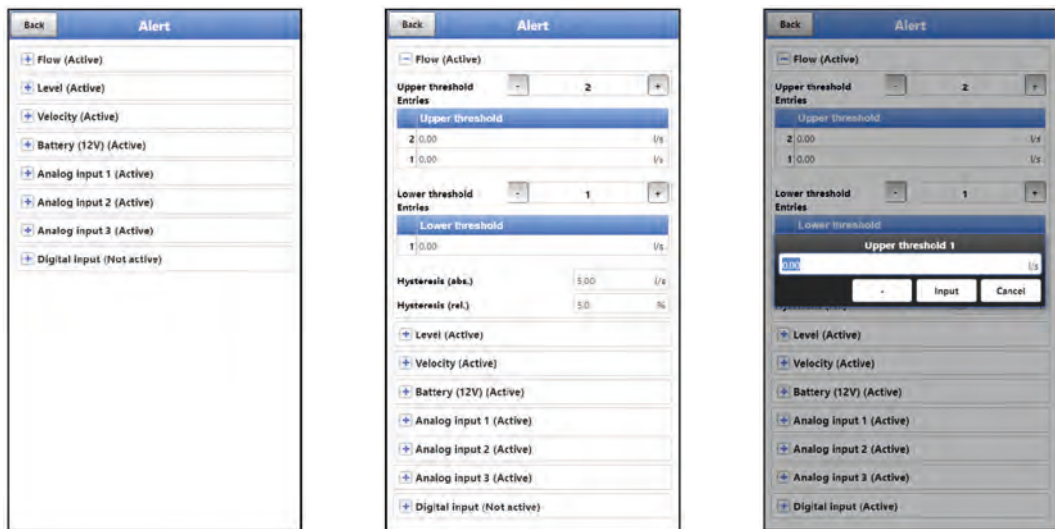 Back Alert
+ Flow (Active)
+ Level (Active)
+ Velocity (Active)
+ Battery (12V) (Active)
+ Analog input 1 (Active)
+ Analog input 2 (Active)
+ Analog input 3 (Active)
+ Digital input (Not active)
Back Alert
- Flow (Active)
Upper threshold - 2 +
Entries
Upper threshold
2 0.00 l/s
1 0.00 l/s
Lower threshold - 1 +
Entries
Lower threshold
1 0.00 l/s
Hysteresis (abs.) 5.00 l/s
Hysteresis (rel.) 5.0 %
+ Level (Active)
+ Velocity (Active)
+ Battery (12V) (Active)
+ Analog input 1 (Active)
+ Analog input 2 (Active)
+ Analog input 3 (Active)
+ Digital input (Not active)
Back Alert
- Flow (Active)
Upper threshold - 2 +
Entries
Upper threshold
2 0.00 l/s
1 0.00 l/s
Lower threshold - 1 +
Entries
Lower threshold
Upper threshold 1
0.00 l/s
- Input Cancel
+ Level (Active)
+ Velocity (Active)
+ Battery (12V) (Active)
+ Analog input 1 (Active)
+ Analog input 2 (Active)
+ Analog input 3 (Active)
+ Digital input (Active)